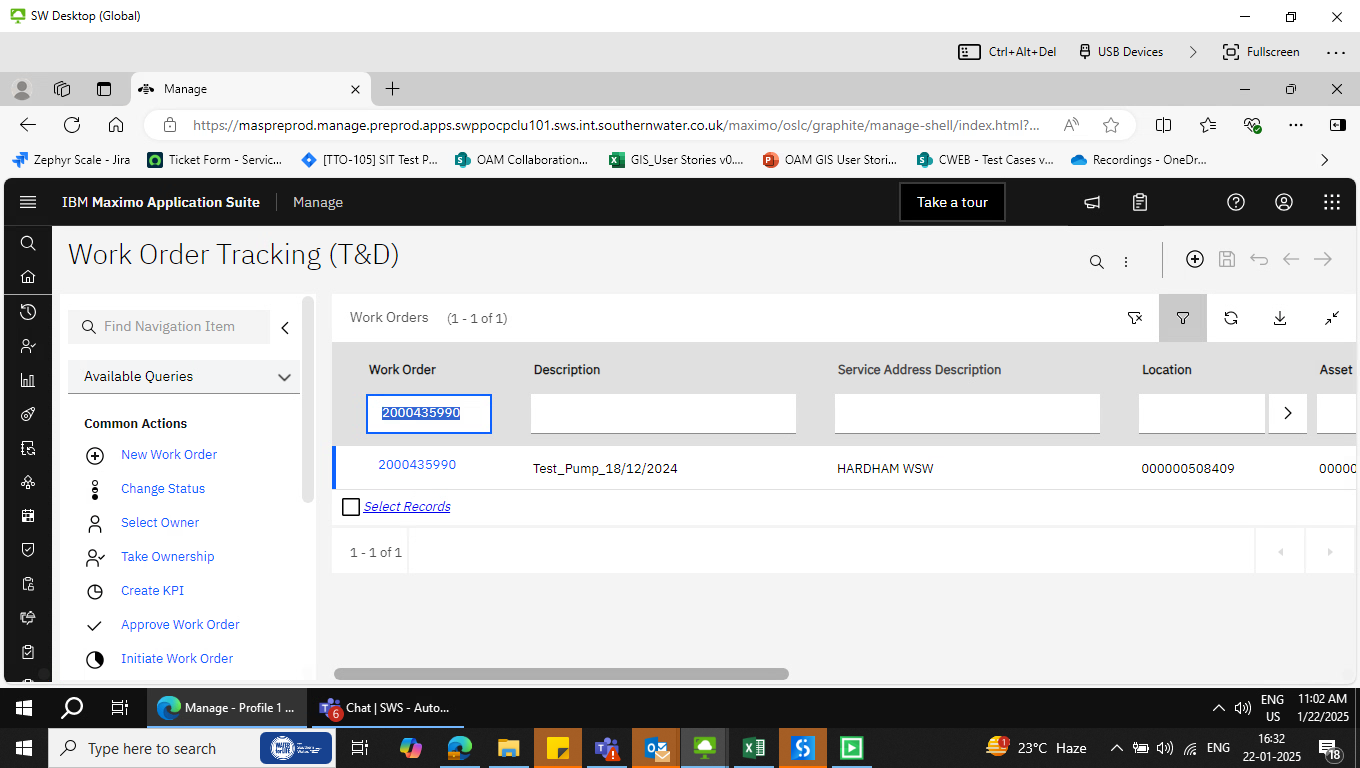 SW Desktop (Global)
Ctrl+Alt+Del
USB Devices
Fullscreen
Manage
https://maspreprod.manage.preprod.apps.swppocpclu101.sws.int.southernwater.co.uk/maximo/oslc/graphite/manage-shell/index.html?...
Zephyr Scale - Jira
Ticket Form - Servic...
[TTO-105] SIT Test P...
OAM Collaboration...
GIS_User Stories v0....
OAM GIS User Stori...
CWEB - Test Cases v...
Recordings - OneDr...
IBM Maximo Application Suite
Manage
Take a tour
Work Order Tracking (T&D)
Find Navigation Item
Available Queries
Common Actions
New Work Order
Change Status
Select Owner
Take Ownership
Create KPI
Approve Work Order
Initiate Work Order
Work Orders (1 - 1 of 1)
Work Order Description Service Address Description Location Asset
2000435990
2000435990 Test_Pump_18/12/2024 HARDHAM WSW 000000508409 00000
Select Records
1 - 1 of 1
Manage - Profile 1 ...
6
Chat | SWS - Auto...
ENG
US
11:02 AM
1/22/2025
Type here to search
1
23°C Haze
ENG
16:32
22-01-2025
18